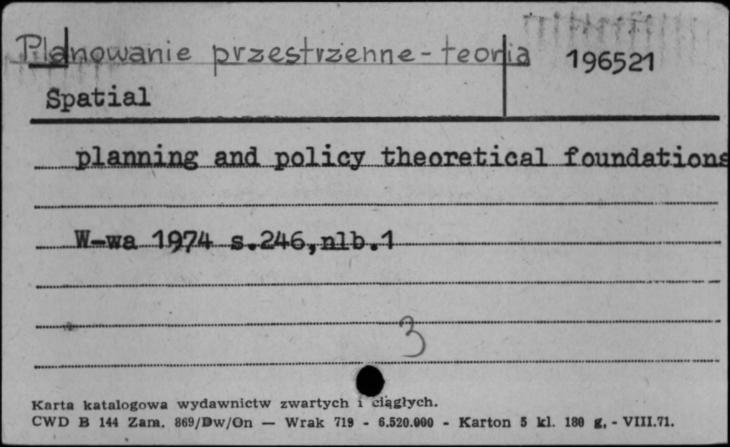 Planowanie przestrzenne - teoria 196521
Spatial
planning and policy theoretical foundations
W-wa 1974 s.246,nlb.1
3
Karta katalogowa wydawnictw zwartych i ciągłych.
CWD B 144 Zam. 869/Dw/On — Wrak 719 - 6.520.000 - Karton 5 kl. 180 g. - VIII.71.